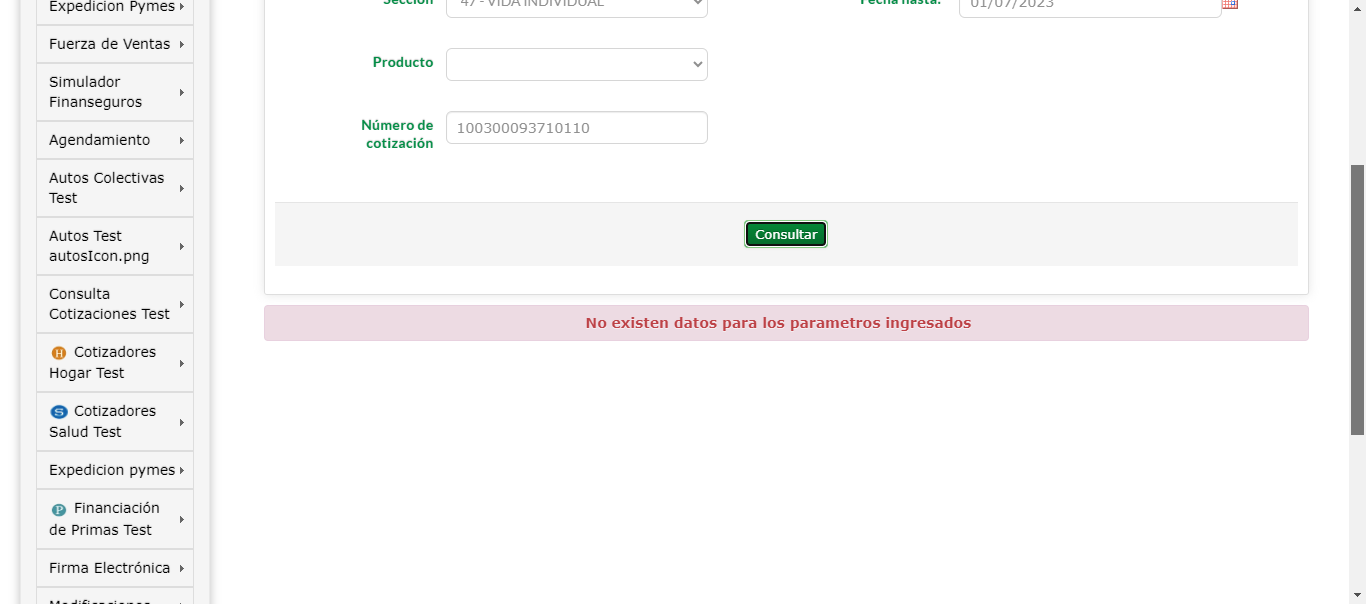 Expedicion Pymes
Fuerza de Ventas
Simulador
Finanseguros
Agendamiento
Autos Colectivas
Test
Autos Test
autosIcon.png
Consulta
Cotizaciones Test
H Cotizadores
Hogar Test
S Cotizadores
Salud Test
Expedicion pymes
P Financiación
de Primas Test
Firma Electrónica
Modificaciones
Sección
47 - VIDA INDIVIDUAL
Fecha hasta:
01/07/2023
Producto
Número de
cotización
100300093710110
Consultar
No existen datos para los parametros ingresados